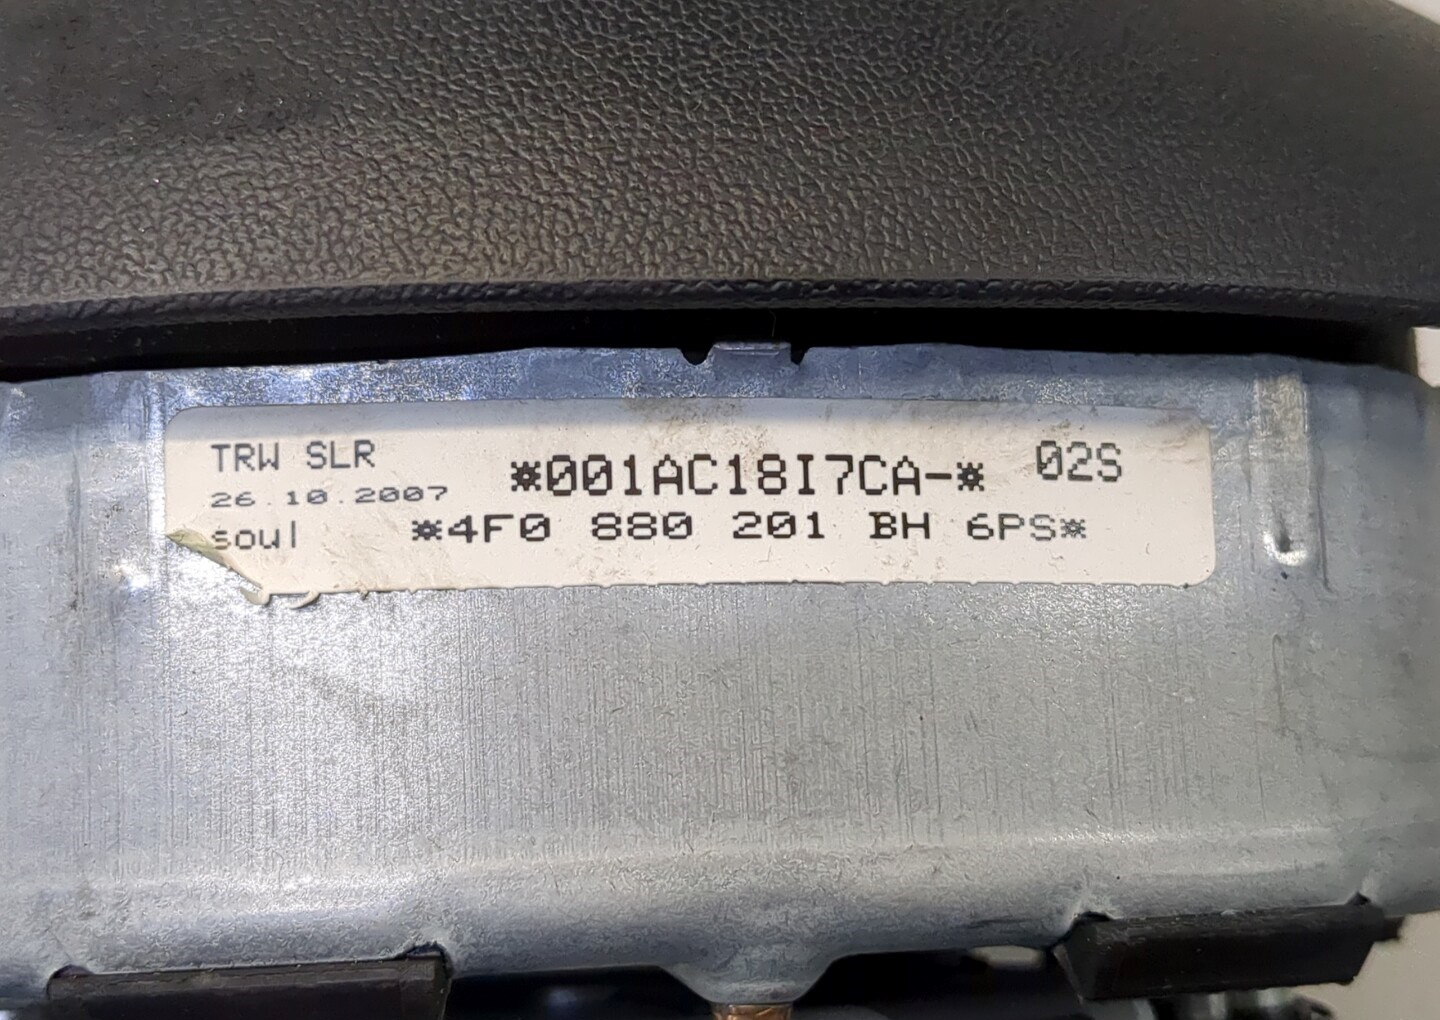 TRW SLR *001AC18I7CA-* 02S
26.10.2007
soul *4F0 880 201 BH 6PS*